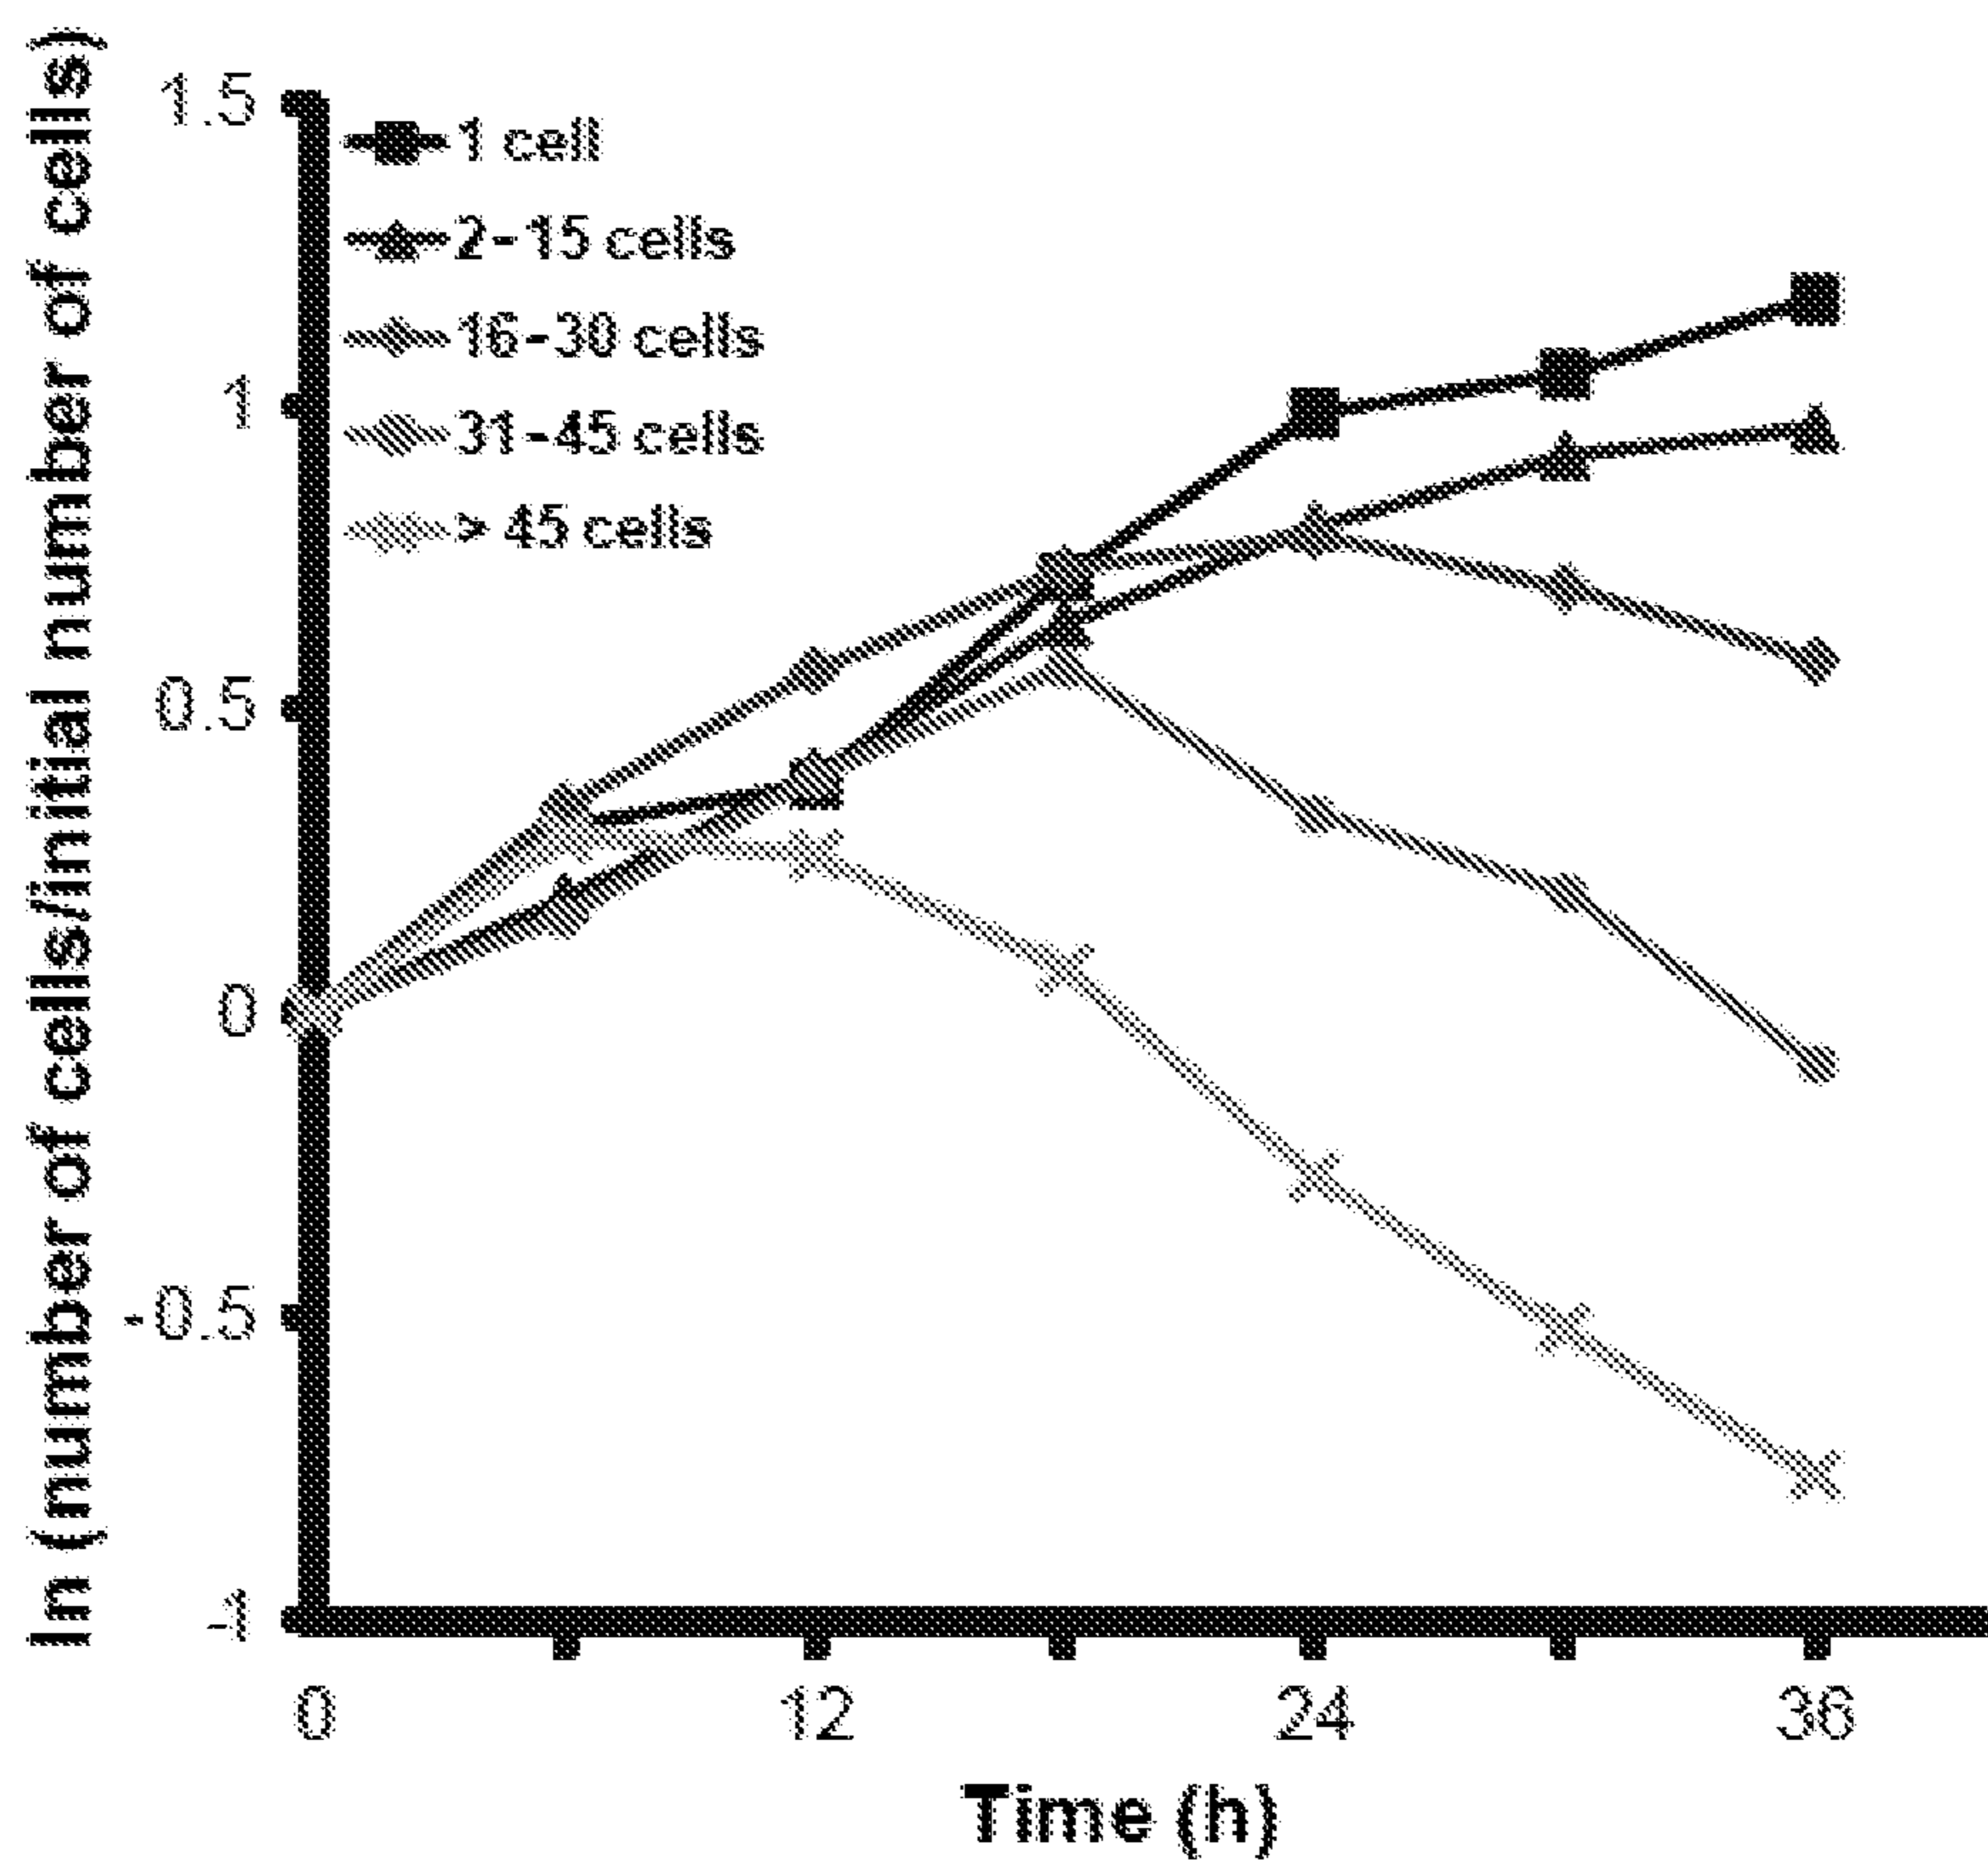 ln (number of cells/initial number of cells)
1.5
1
0.5
0
-0.5
-1
1 cell
2-15 cells
16-30 cells
31-45 cells
> 45 cells
0
12
24
36
Time (h)